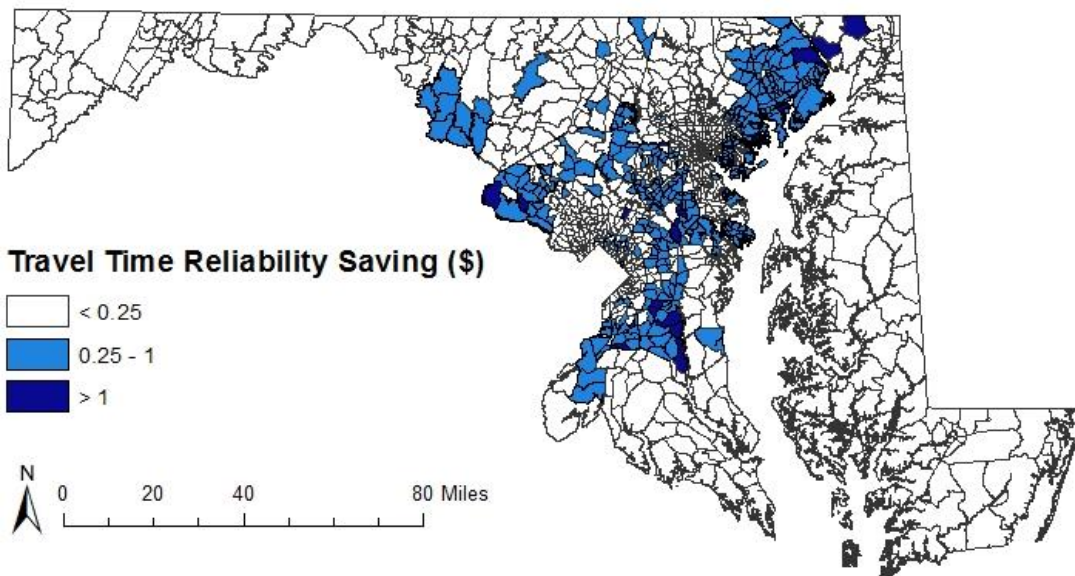 Travel Time Reliability Saving ($)
< 0.25
0.25 - 1
> 1
N
0 20 40 80 Miles